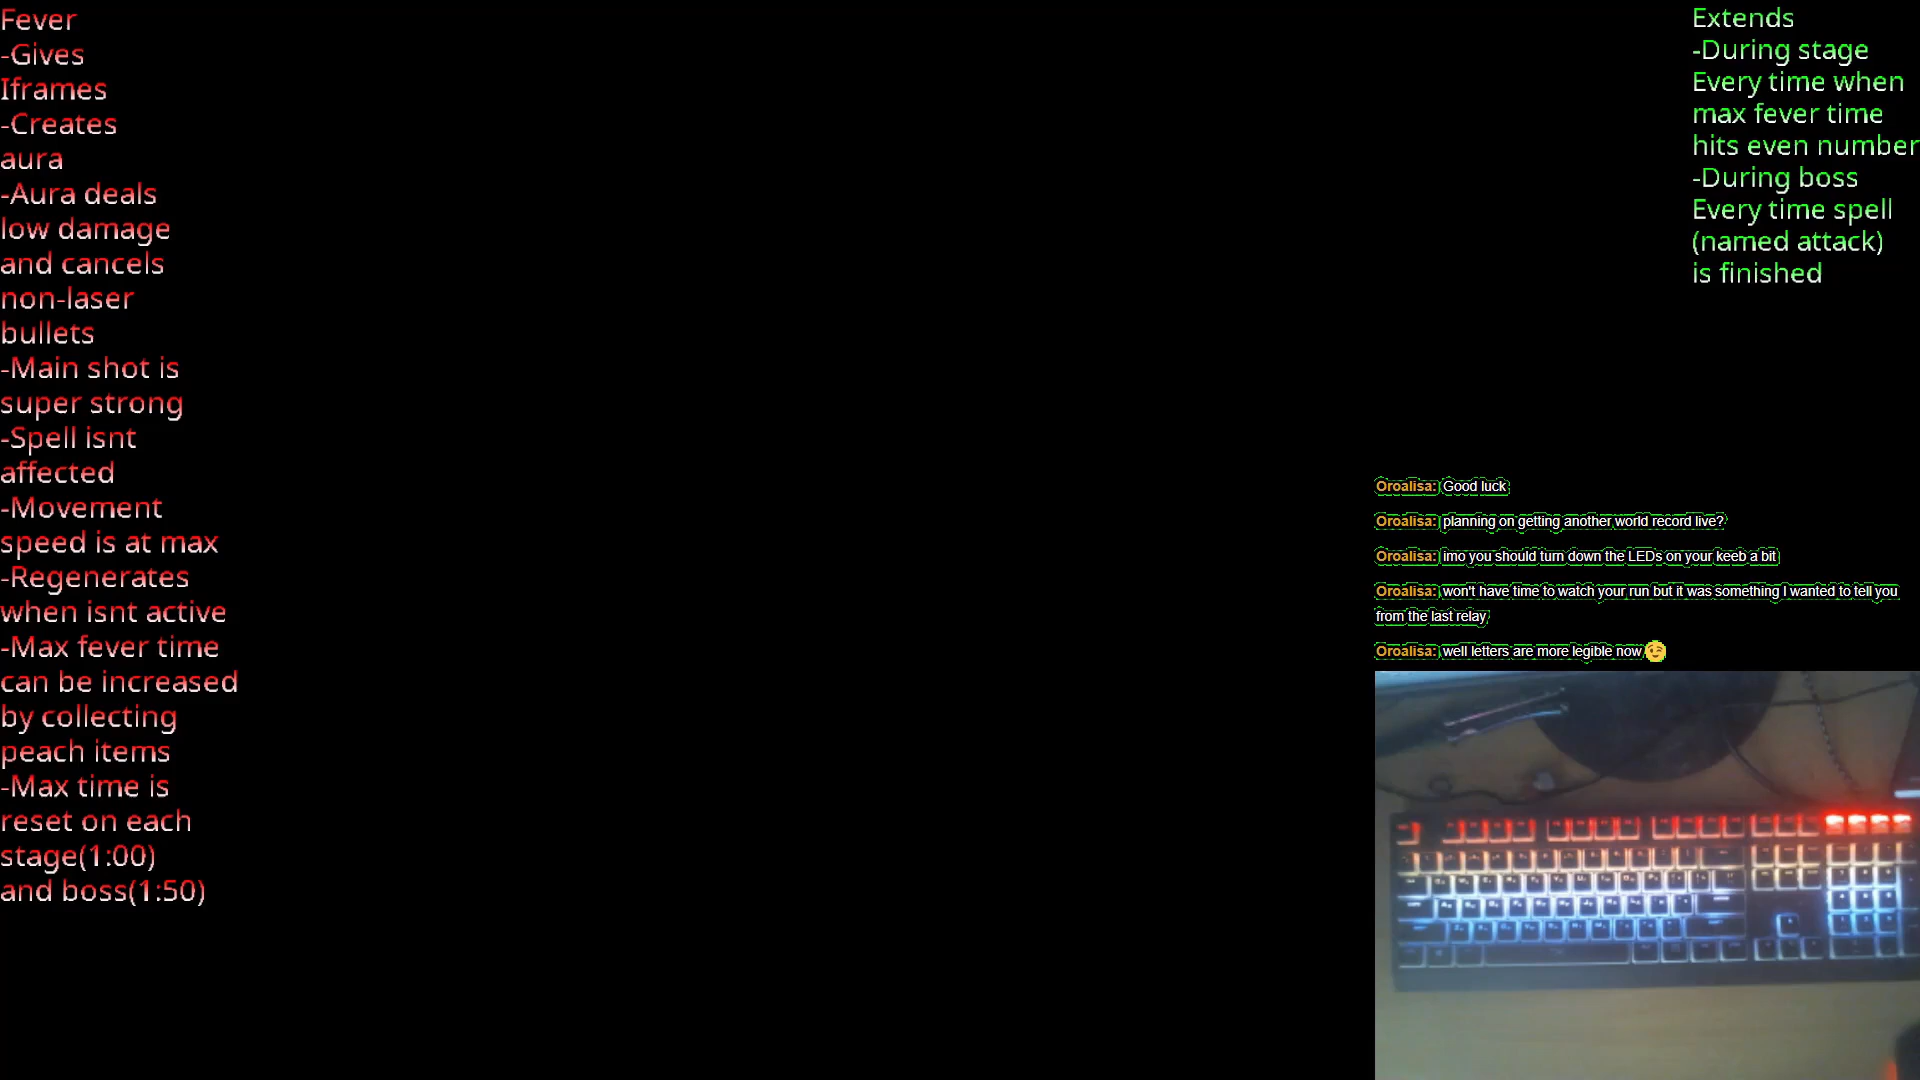 Fever
-Gives
Iframes
-Creates
aura
-Aura deals
low damage
and cancels
non-laser
bullets
-Main shot is
super strong
-Spell isnt
affected
-Movement
speed is at max
-Regenerates
when isnt active
-Max fever time
can be increased
by collecting
peach items
-Max time is
reset on each
stage(1:00)
and boss(1:50)
Extends
-During stage
Every time when
max fever time
hits even number
-During boss
Every time spell
(named attack)
is finished
Oroalisa: Good luck
Oroalisa: planning on getting another world record live?
Oroalisa: imo you should turn down the LEDs on your keeb a bit
Oroalisa: won't have time to watch your run but it was something I wanted to tell you
from the last relay
Oroalisa: well letters are more legible now